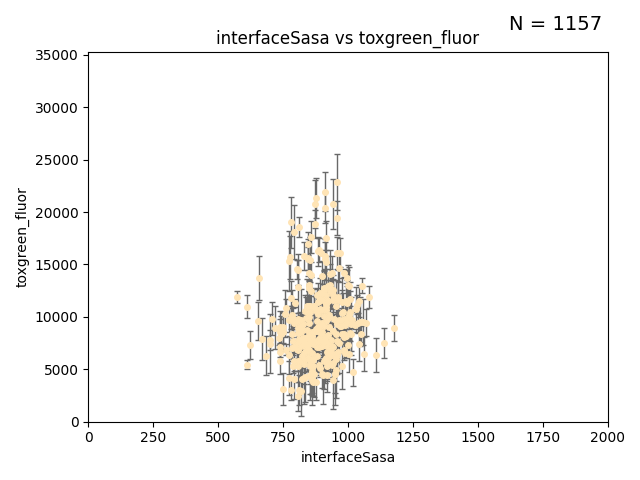 N = 1157
interfaceSasa vs toxgreen_fluor
35000
30000
25000
20000
15000
10000
5000
0
toxgreen_fluor
0 250 500 750 1000 1250 1500 1750 2000
interfaceSasa